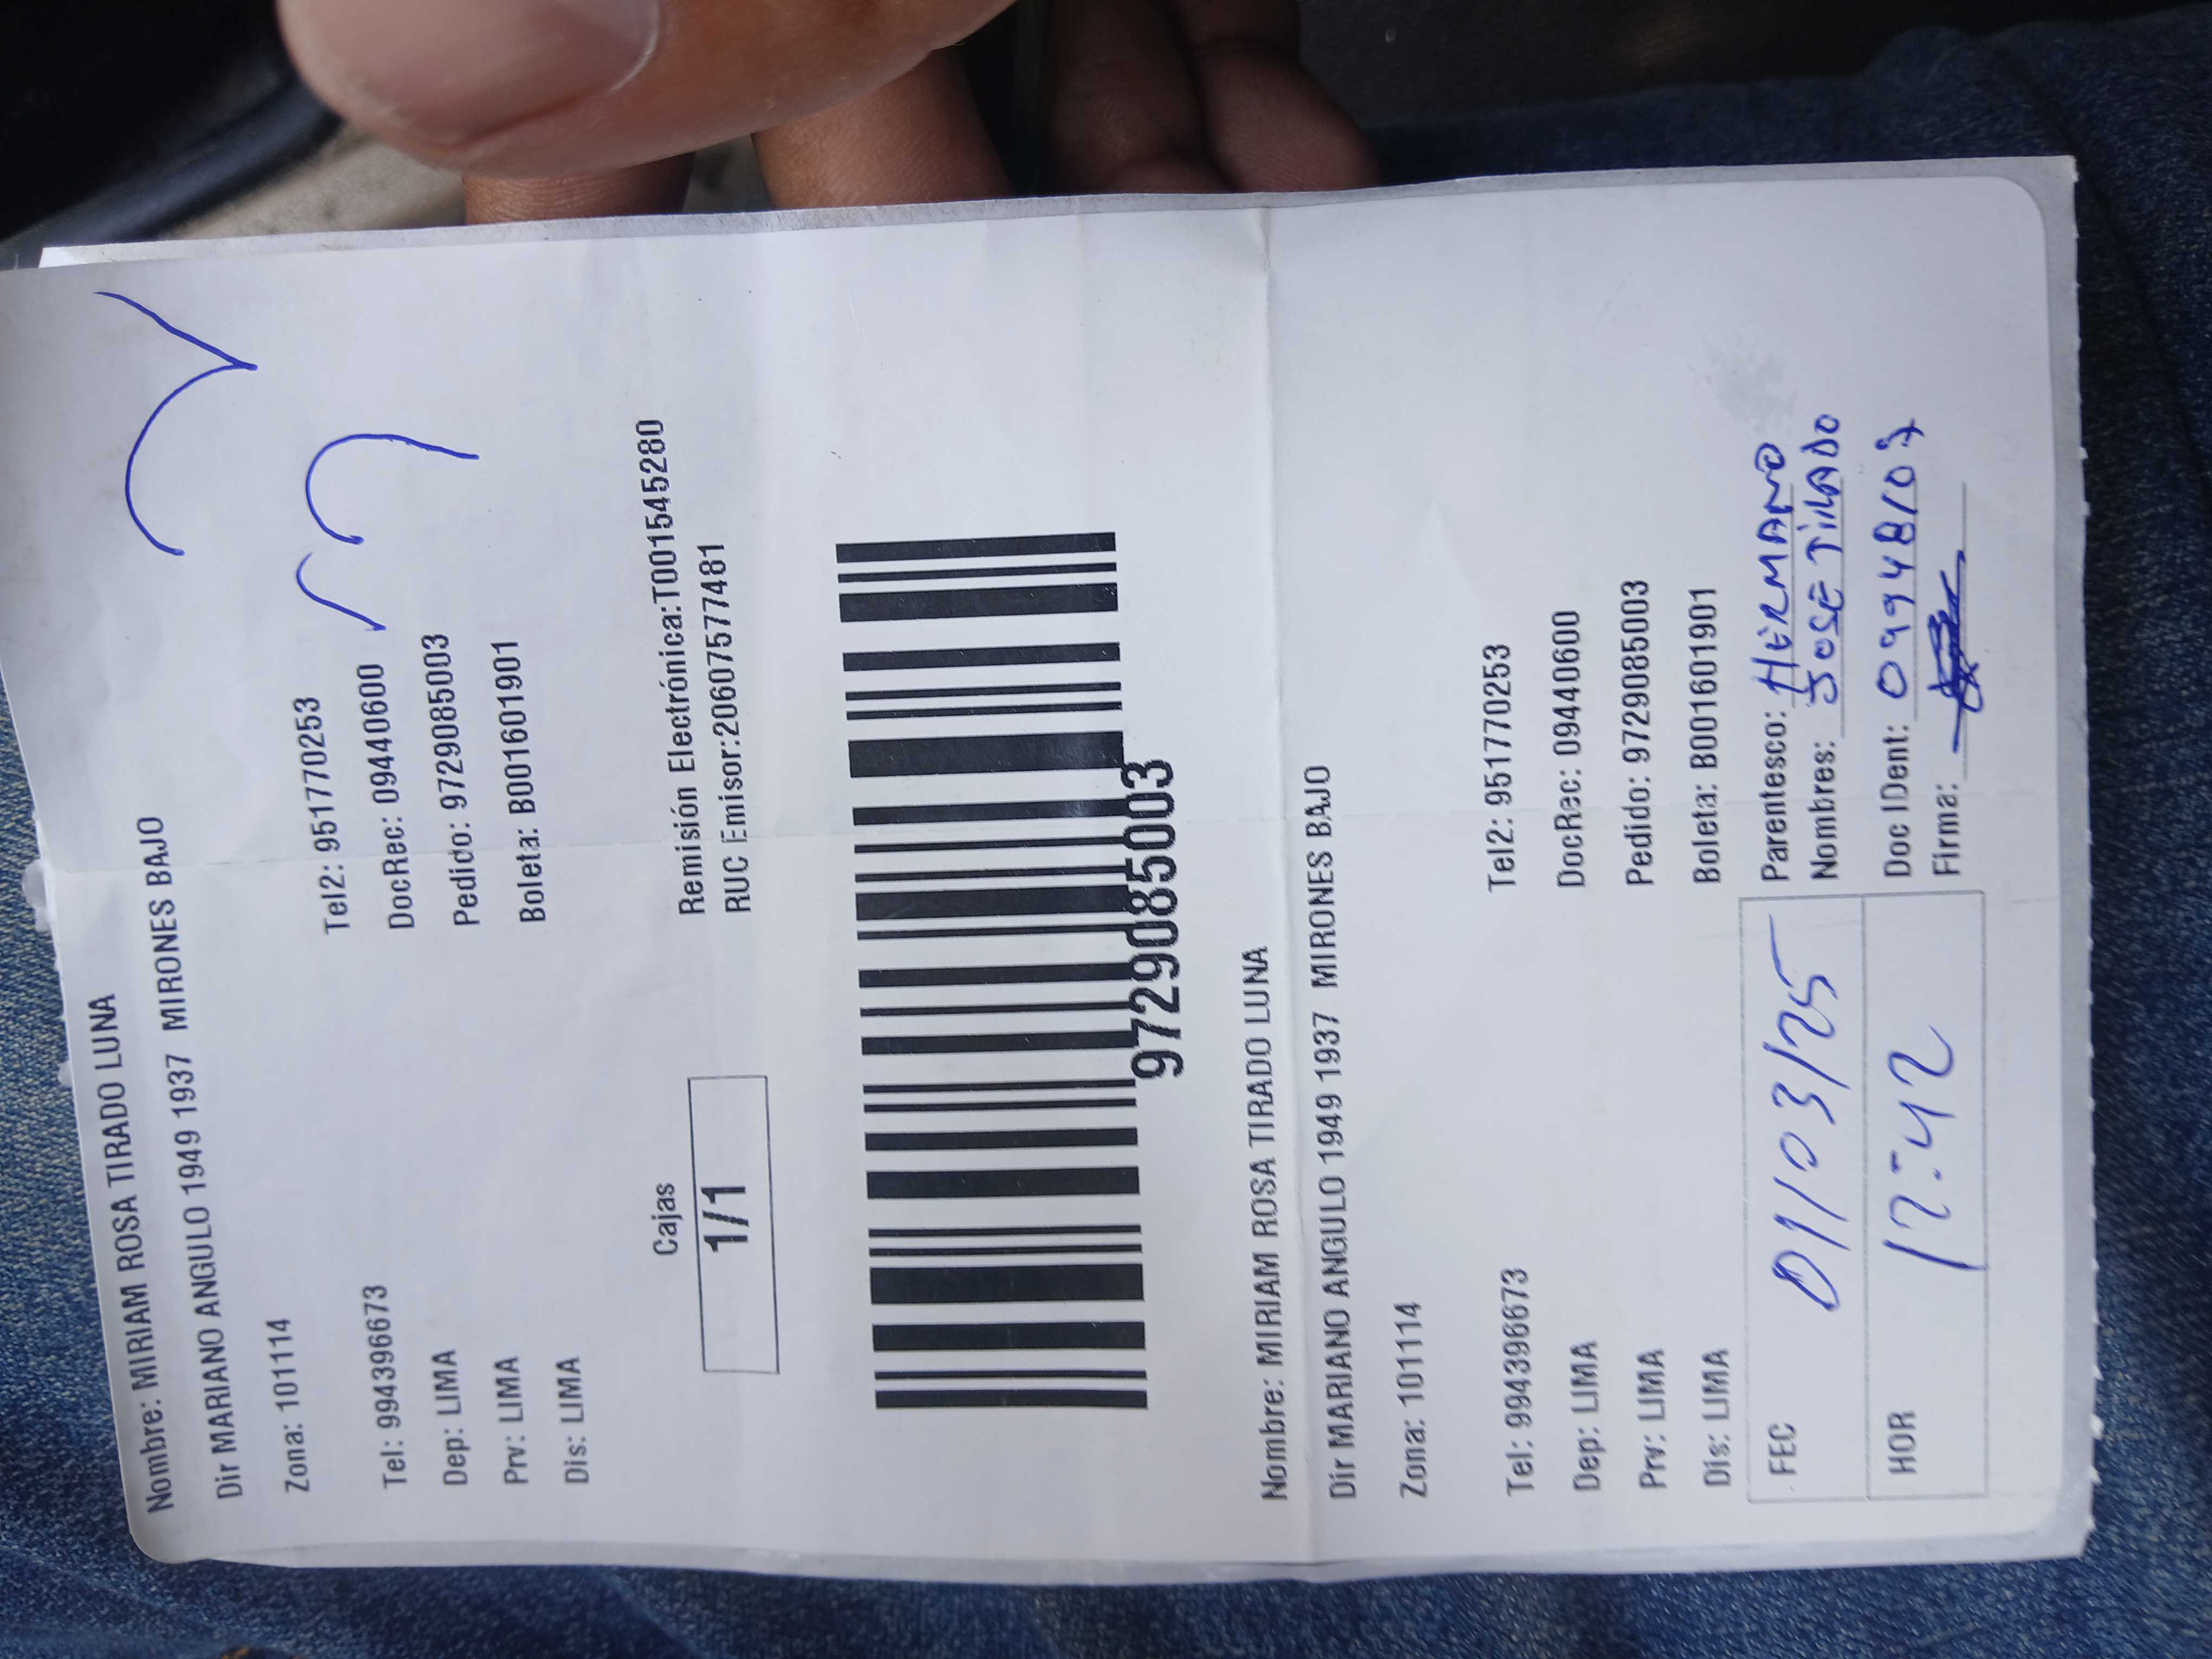 Nombre: MIRIAM ROSA TIRADO LUNA
Dir MARIANO ANGULO 1949 1937 MIRONES BAJO
Zona: 101114
Tel: 994396673 Tel2: 951770253
Dep: LIMA DocRec: 09440600
Prv: LIMA Pedido: 9729085003
Dis: LIMA Boleta: B001601901
Cajas Remisión Electrónica:T001545280
1/1 RUC Emisor:20607577481
9729085003
Nombre: MIRIAM ROSA TIRADO LUNA
Dir MARIANO ANGULO 1949 1937 MIRONES BAJO
Zona: 101114
Tel: 994396673 Tel2: 951770253
Dep: LIMA DocRec: 09440600
Prv: LIMA Pedido: 9729085003
Dis: LIMA Boleta: B001601901
FEC 01/03/25 Parentesco: HERMANO
Nombres: JOSE TIRADO
HOR 17:42 Doc IDent: 09948107
Firma: